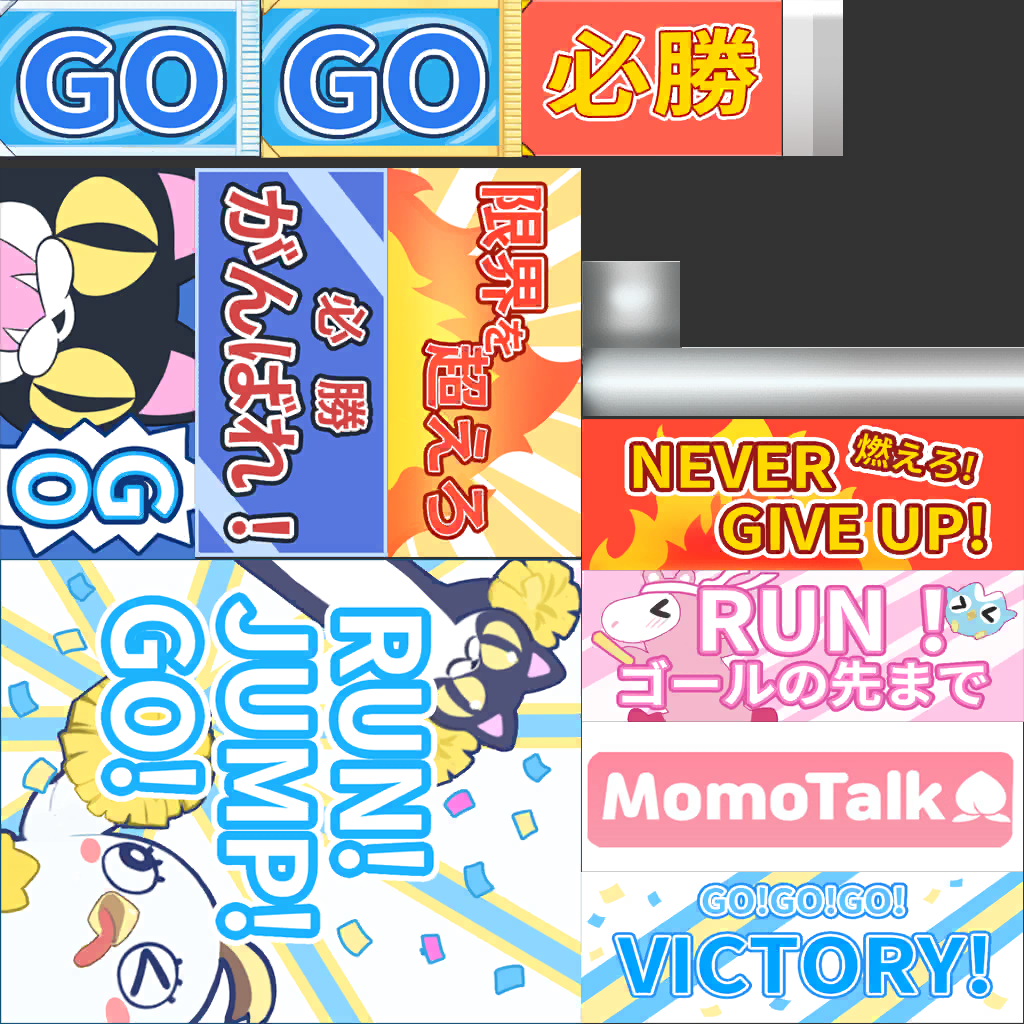 GO
GO
必勝
GO
必勝
がんばれ!
限界を
超えろ
NEVER
燃えろ!
GIVE UP!
RUN!
JUMP!
GO!
RUN!
ゴールの先まで
MomoTalk
GO!GO!GO!
VICTORY!